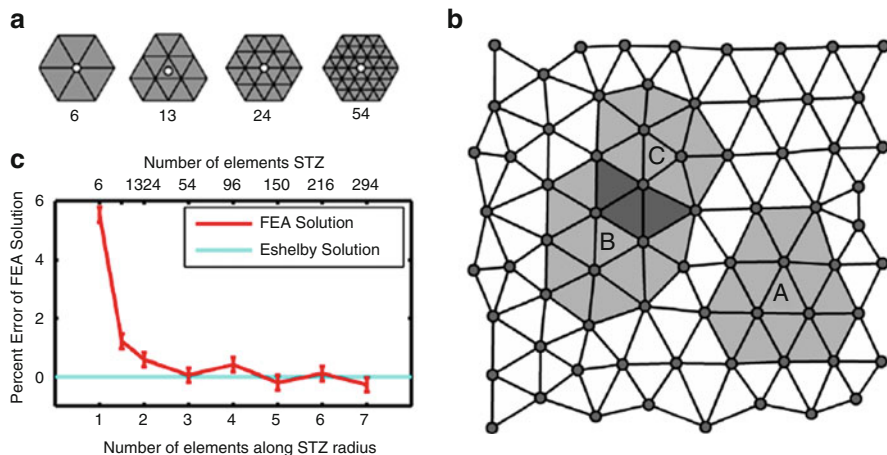 a
6 13 24 54
b
A
B
C
c
Number of elements STZ
6 1324 54 96 150 216 294
Percent Error of FEA Solution
6
4
2
0
FEA Solution
Eshelby Solution
1 2 3 4 5 6 7
Number of elements along STZ radius